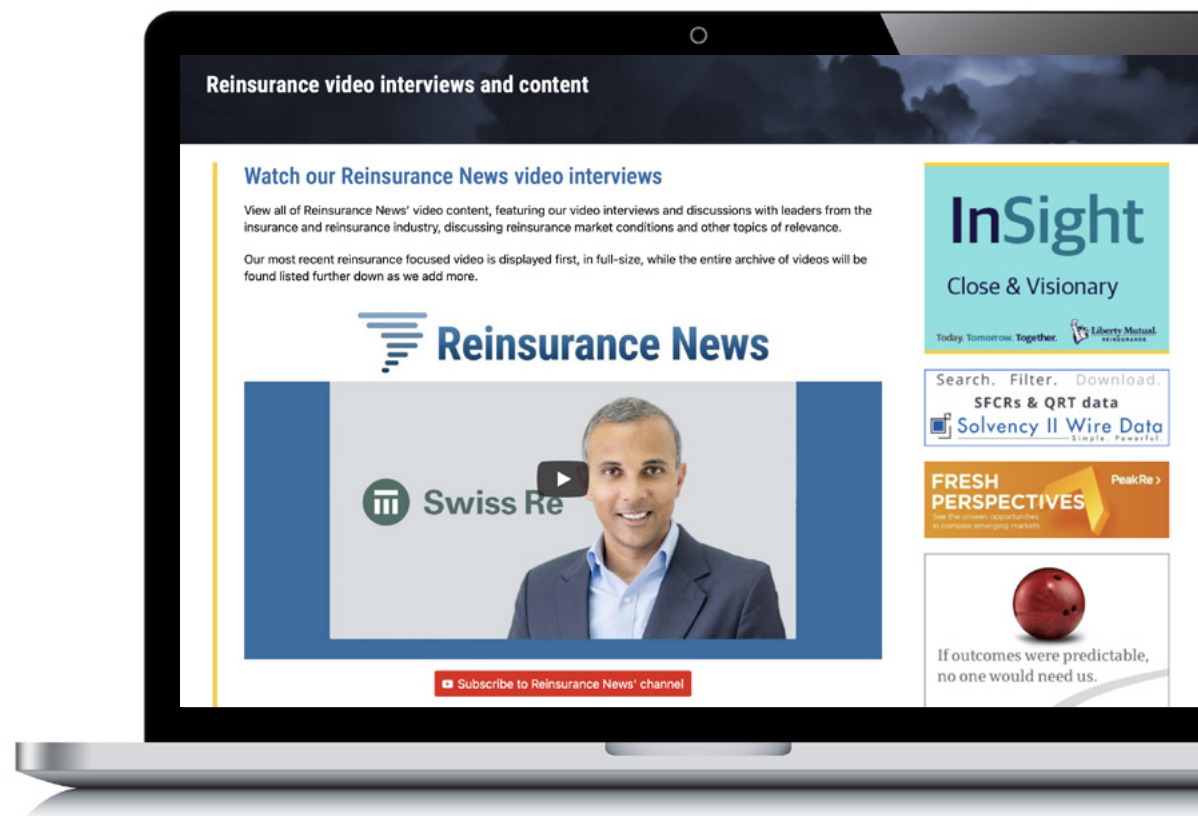 Reinsurance video interviews and content
Watch our Reinsurance News video interviews
View all of Reinsurance News' video content, featuring our video interviews and discussions with leaders from the
insurance and reinsurance industry, discussing reinsurance market conditions and other topics of relevance.
Our most recent reinsurance focused video is displayed first, in full-size, while the entire archive of videos will be
found listed further down as we add more.
Reinsurance News
Swiss Re
Subscribe to Reinsurance News' channel
InSight
Close & Visionary
Today. Tomorrow. Together.
Liberty Mutual.
REINSURANCE
Search. Filter. Download.
SFCRs & QRT data
Solvency II Wire Data
Simple. Powerful.
FRESH
PERSPECTIVES
PeakRe >
See the unseen opportunities
in complex emerging markets
If outcomes were predictable,
no one would need us.